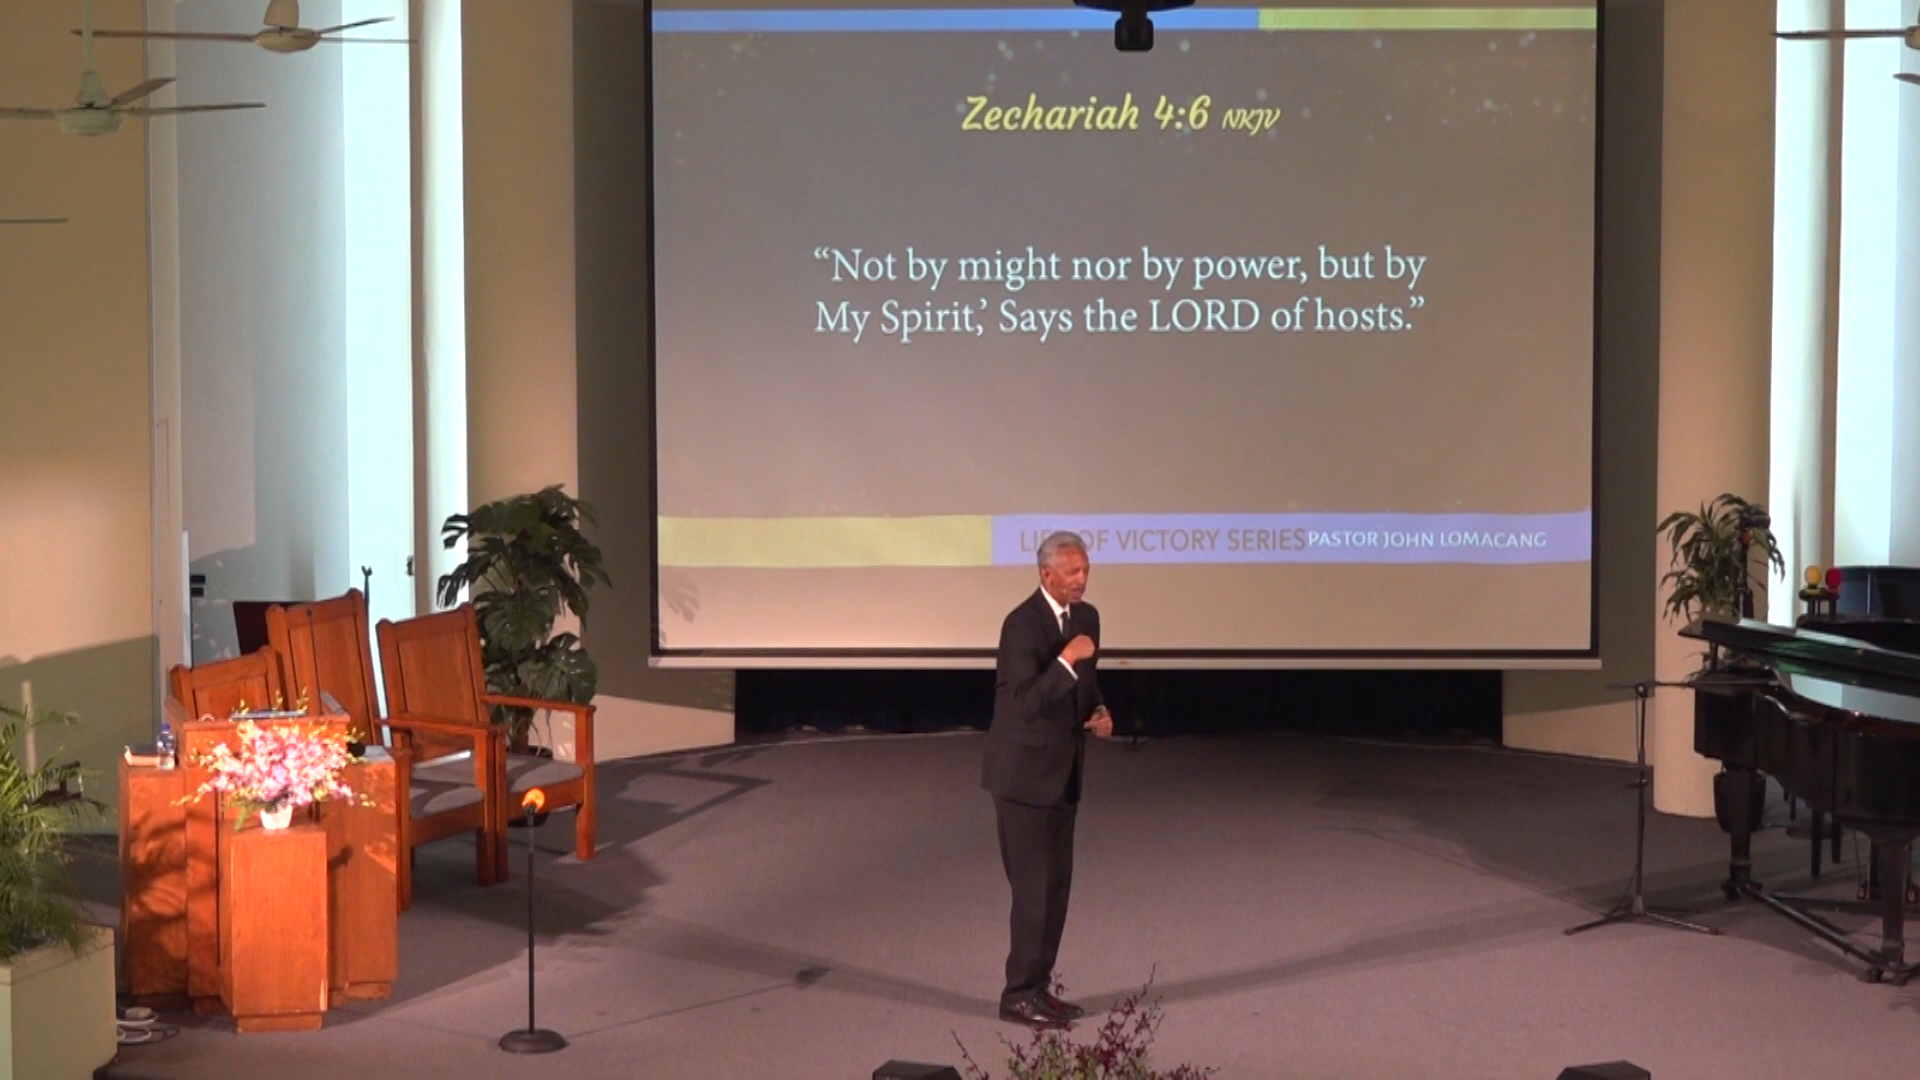 Zechariah 4:6 NKJV
“Not by might nor by power, but by
My Spirit,’ Says the LORD of hosts.”
LIFE OF VICTORY SERIES PASTOR JOHN LOMACANG